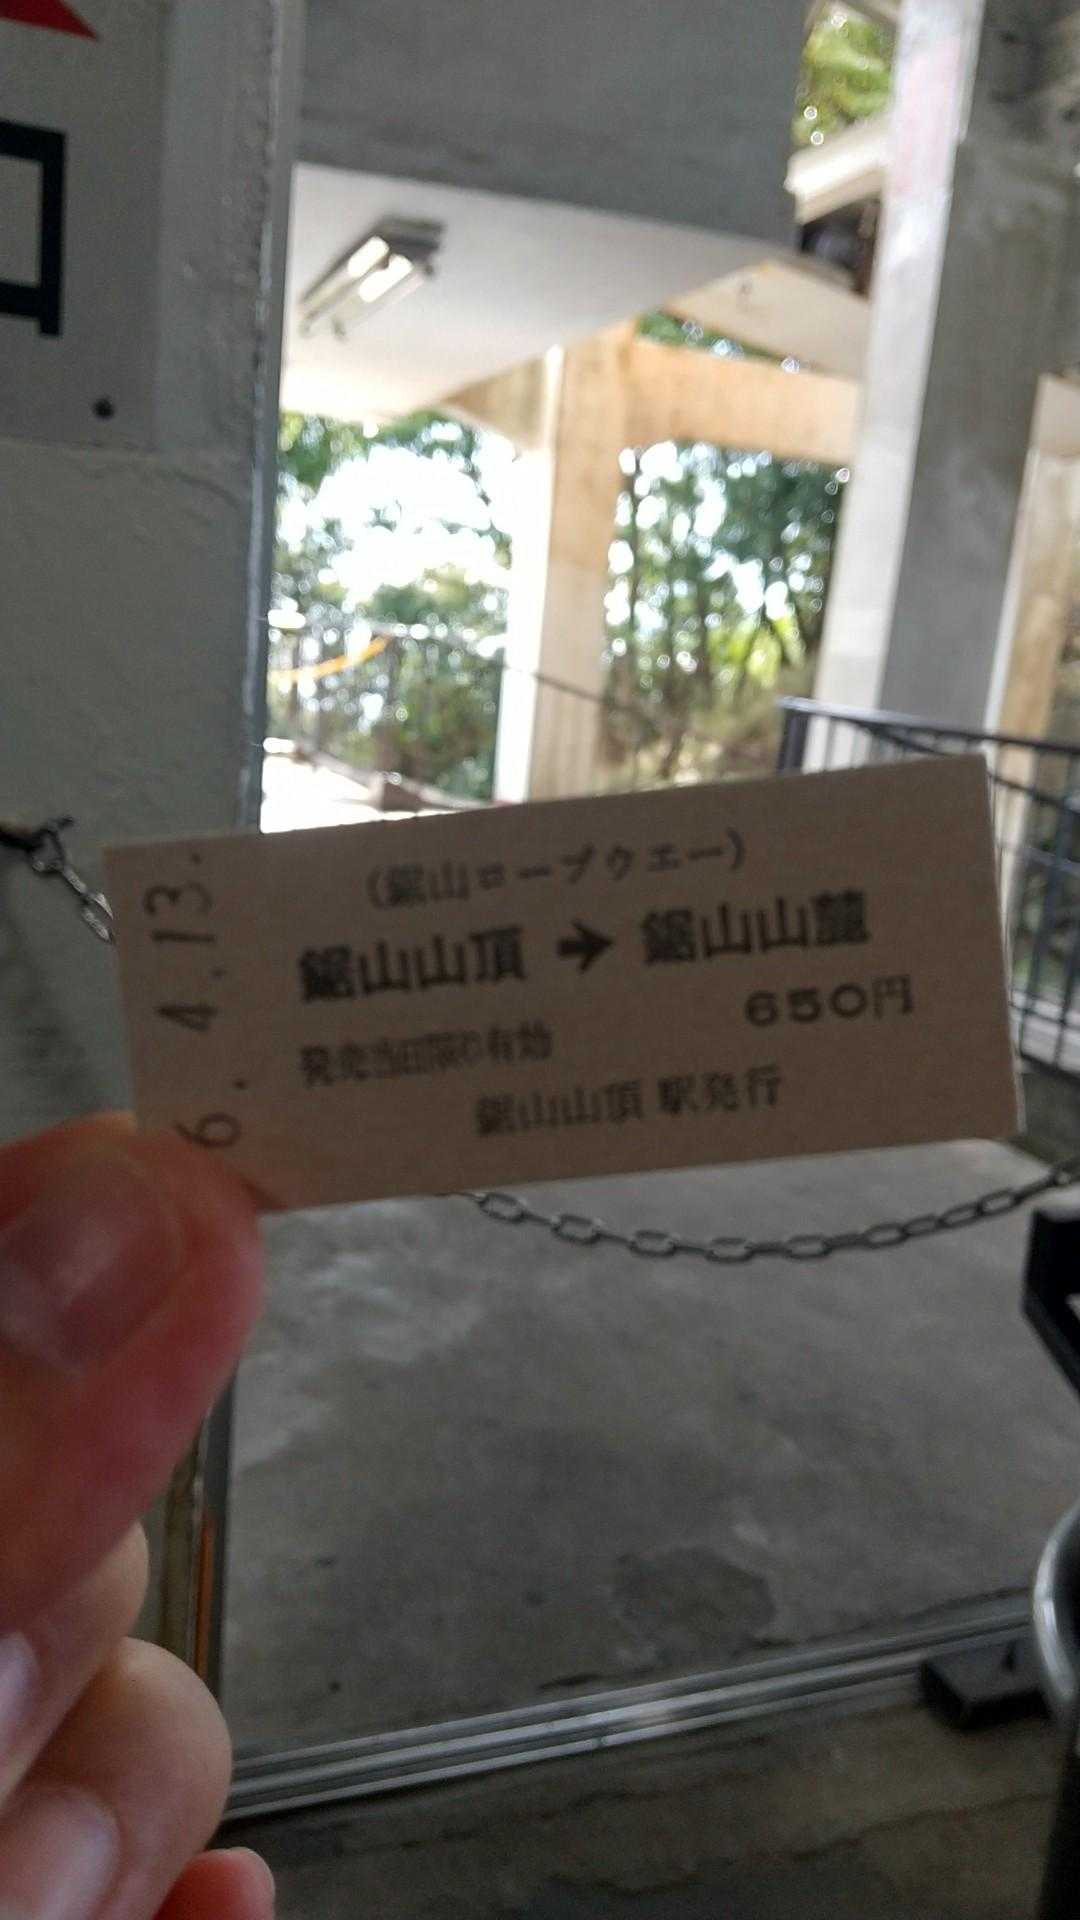 口
6. 4. 13.
(鋸山ロープウエー)
鋸山山頂 → 鋸山山麓
650円
発売当日限り有効
鋸山山頂 駅発行